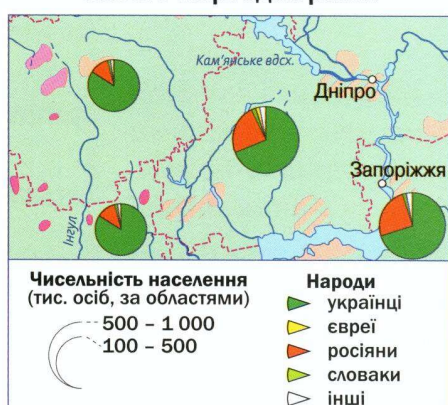 Кам'янське вдсх.
Дніпро
Запоріжжя
Інгул
Чисельність населення
(тис. осіб, за областями)
500 – 1 000
100 – 500
Народи
українці
євреї
росіяни
словаки
інші